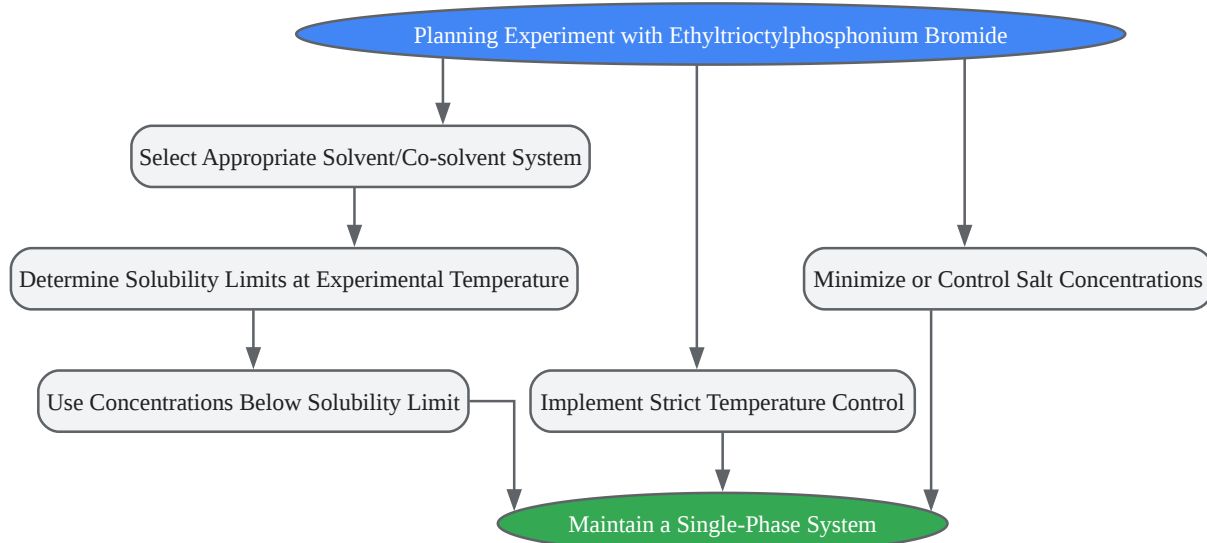 Planning Experiment with Ethyltrioctylphosphonium Bromide
Select Appropriate Solvent/Co-solvent System
Determine Solubility Limits at Experimental Temperature
Minimize or Control Salt Concentrations
Use Concentrations Below Solubility Limit
Implement Strict Temperature Control
Maintain a Single-Phase System